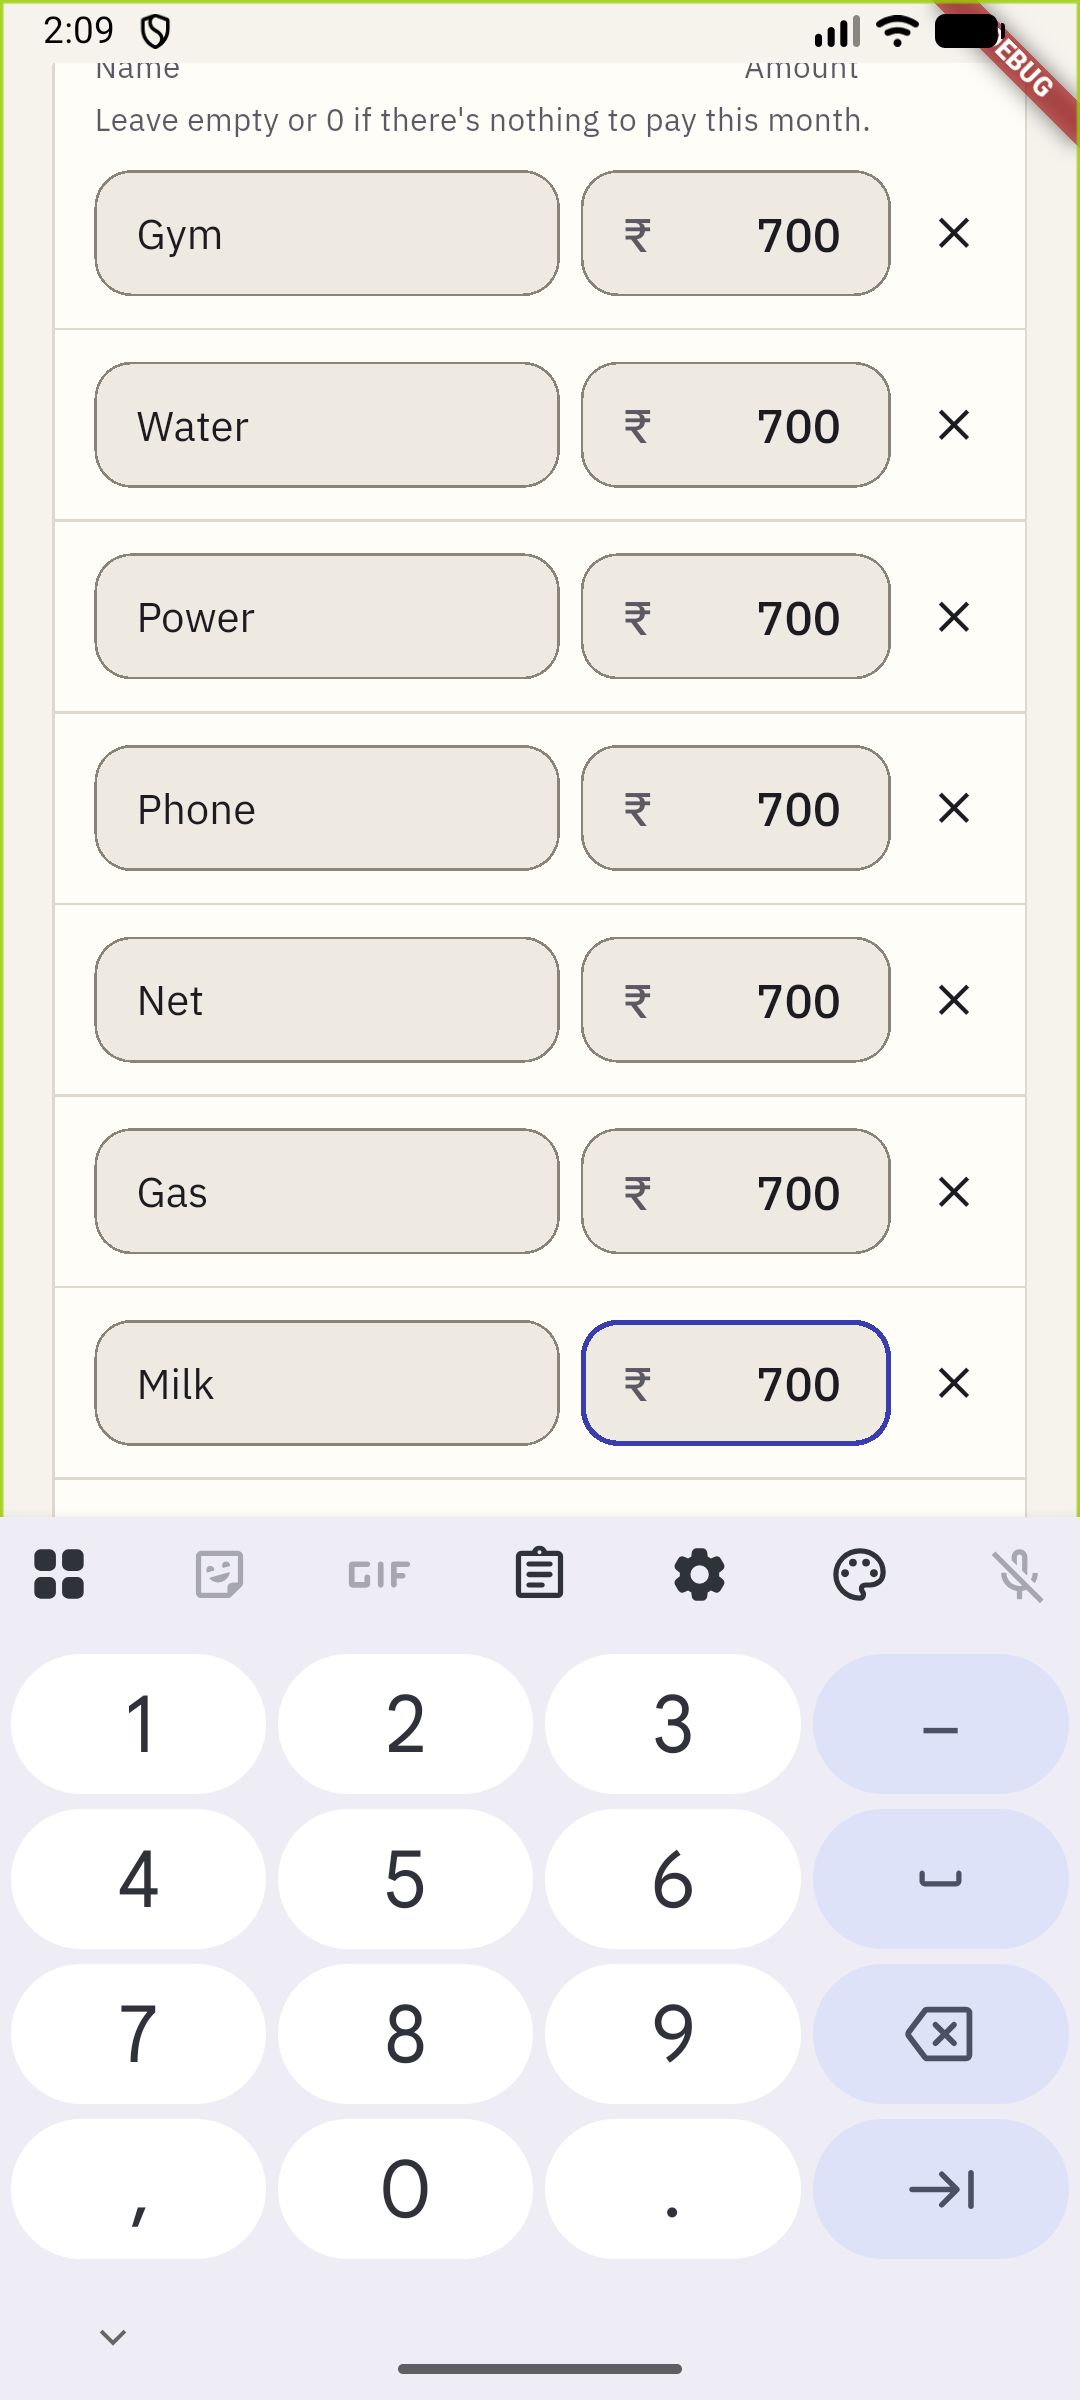 2:09
EBUG
Name Amount
Leave empty or 0 if there's nothing to pay this month.
Gym ₹ 700
Water ₹ 700
Power ₹ 700
Phone ₹ 700
Net ₹ 700
Gas ₹ 700
Milk ₹ 700
GIF
1 2 3 –
4 5 6
7 8 9
, 0 .